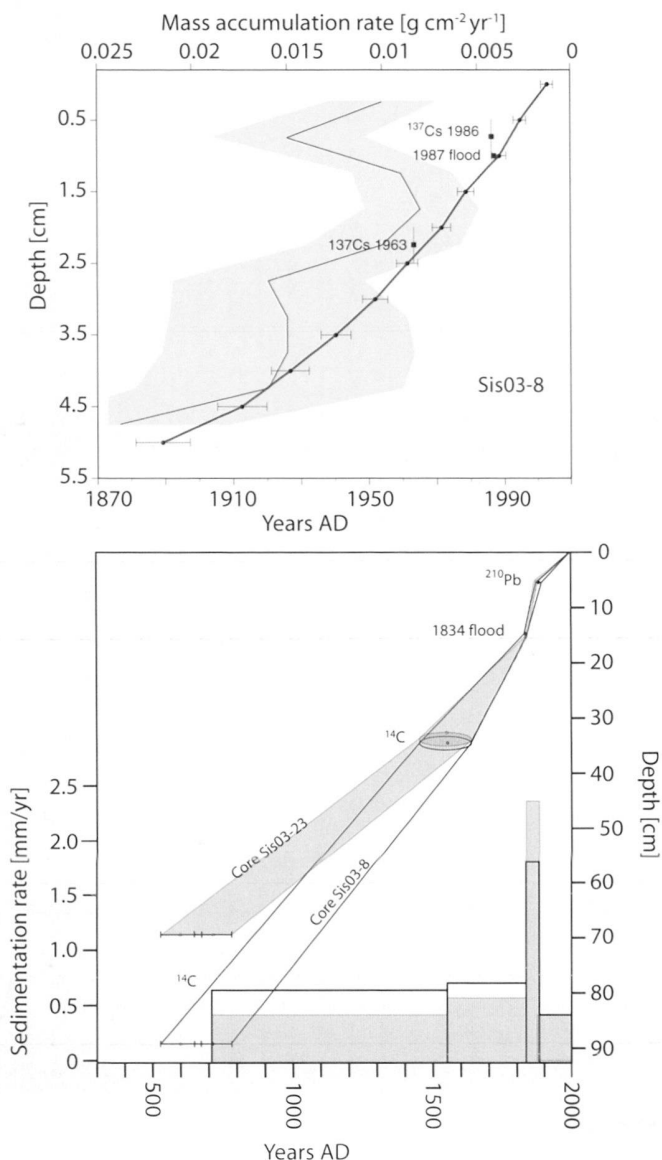 Mass accumulation rate [g cm⁻² yr⁻¹]
0.025 0.02 0.015 0.01 0.005 0
0.5
1.5
2.5
3.5
4.5
5.5
Depth [cm]
¹³⁷Cs 1986
1987 flood
137Cs 1963
Sis03-8
1870 1910 1950 1990
Years AD
0
10
20
30
40
50
60
70
80
90
Depth [cm]
²¹⁰Pb
1834 flood
¹⁴C
Core Sis03-23
Core Sis03-8
¹⁴C
2.5
2.0
1.5
1.0
0.5
0
Sedimentation rate [mm/yr]
500 1000 1500 2000
Years AD